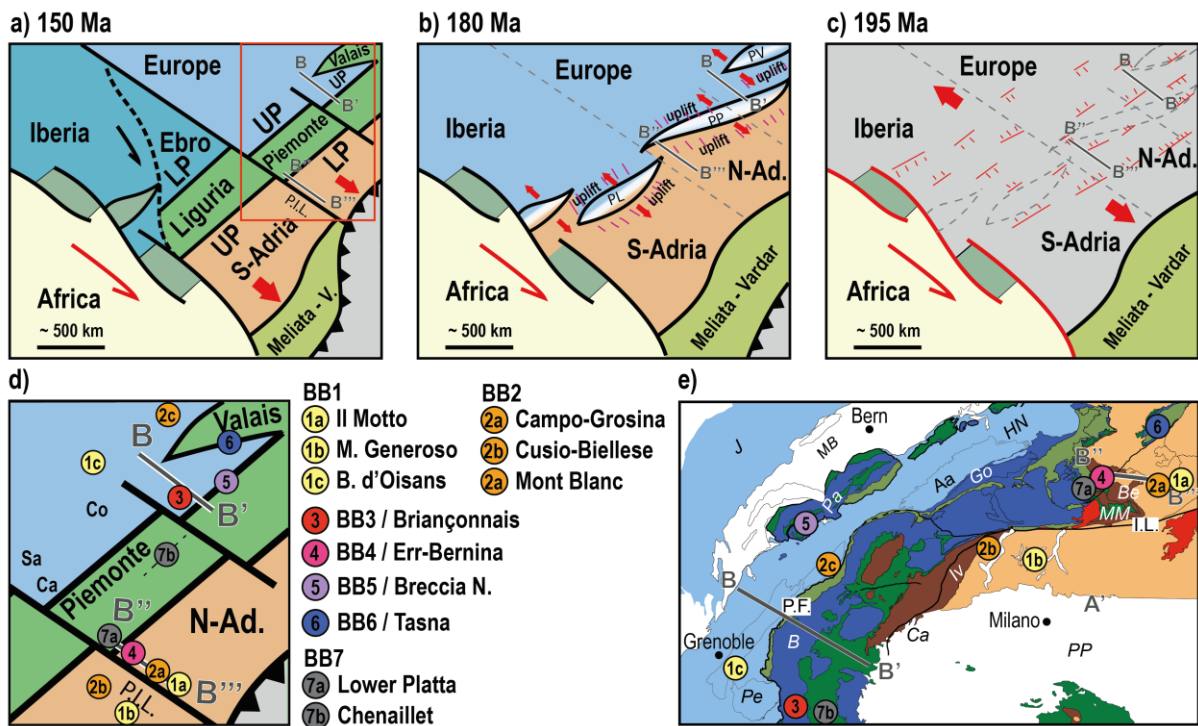 a) 150 Ma
Europe
Valais
UP
B
B'
Iberia
Ebro
LP
UP
Piemonte
B''
LP
B'''
P.I.L.
Liguria
UP
S-Adria
Africa
~ 500 km
Meliata - V.
b) 180 Ma
Europe
B
PV
uplift
B'
uplift
PP
B''
uplift
Iberia
N-Ad.
B'''
uplift
PL
uplift
S-Adria
Africa
~ 500 km
Meliata - Vardar
c) 195 Ma
Europe
B
B'
Iberia
B''
N-Ad.
B'''
S-Adria
Africa
~ 500 km
Meliata - Vardar
d)
2c
Valais
B
6
1c
5
3
B'
Co
Sa
Ca
Piemonte
7b
B''
N-Ad.
7a
4
2a
1a
B'''
2b
P.I.L.
1b
BB1
1a Il Motto
1b M. Generoso
1c B. d'Oisans
BB2
2a Campo-Grosina
2b Cusio-Biellese
2a Mont Blanc
3 BB3 / Briançonnais
4 BB4 / Err-Bernina
5 BB5 / Breccia N.
6 BB6 / Tasna
BB7
7a Lower Platta
7b Chenaillet
e)
Bern
J
MB
HN
6
B''
Aa
Go
Pa
5
7a
4
Be
2a
1a
MM
I.L.
2c
2b
1b
Iv
B
P.F.
A'
Milano
Grenoble
B
Ca
PP
1c
B'
Pe
3
7b